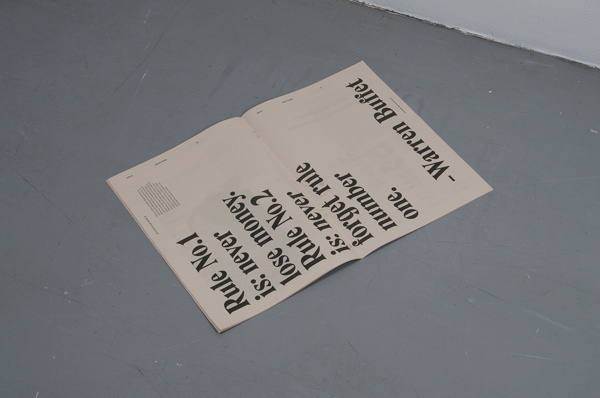 Rule No.1
is: never
lose money.
Rule No.2
is: never
forget rule
number
one.
–Warren Buffet